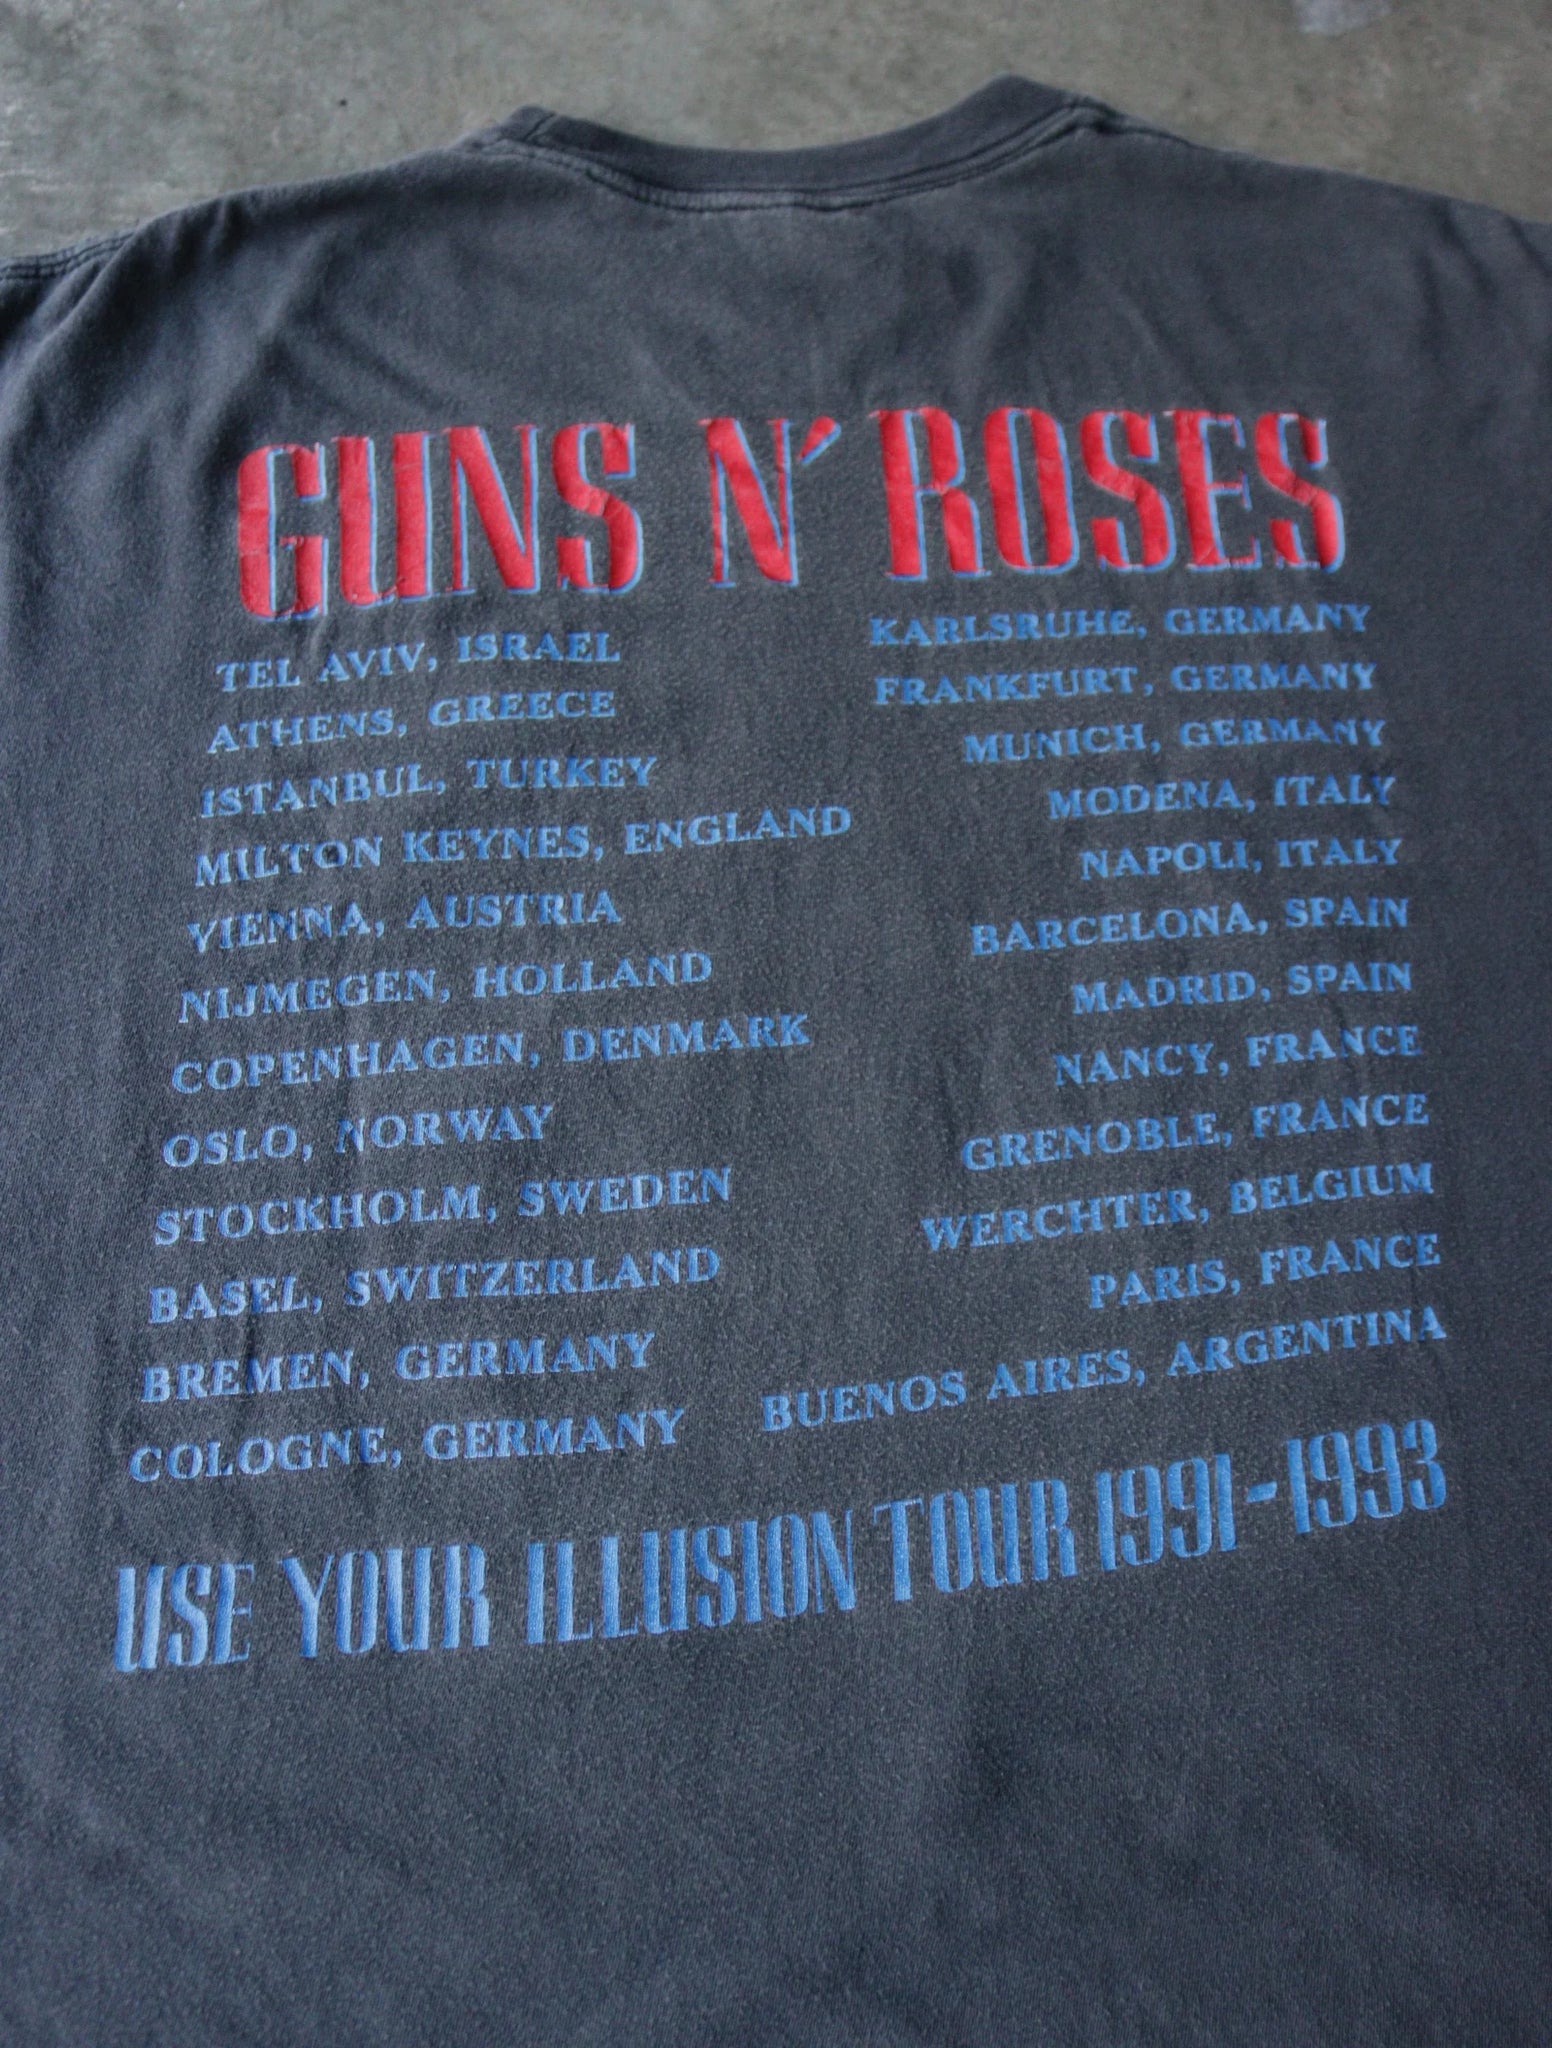 GUNS N' ROSES
TEL AVIV, ISRAEL
ATHENS, GREECE
ISTANBUL, TURKEY
MILTON KEYNES, ENGLAND
VIENNA, AUSTRIA
NIJMEGEN, HOLLAND
COPENHAGEN, DENMARK
OSLO, NORWAY
STOCKHOLM, SWEDEN
BASEL, SWITZERLAND
BREMEN, GERMANY
COLOGNE, GERMANY
KARLSRUHE, GERMANY
FRANKFURT, GERMANY
MUNICH, GERMANY
MODENA, ITALY
NAPOLI, ITALY
BARCELONA, SPAIN
MADRID, SPAIN
NANCY, FRANCE
GRENOBLE, FRANCE
WERCHTER, BELGIUM
PARIS, FRANCE
BUENOS AIRES, ARGENTINA
USE YOUR ILLUSION TOUR 1991-1993